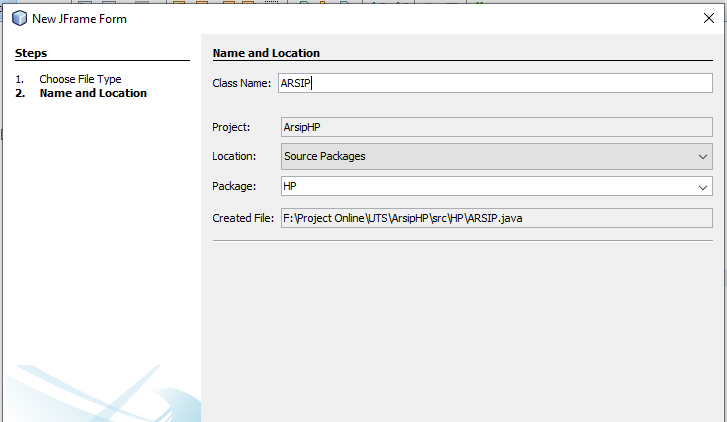 New JFrame Form
Steps
1. Choose File Type
2. Name and Location
Name and Location
Class Name: ARSIP
Project: ArsipHP
Location: Source Packages
Package: HP
Created File: F:\Project Online\UTS\ArsipHP\src\HP\ARSIP.java